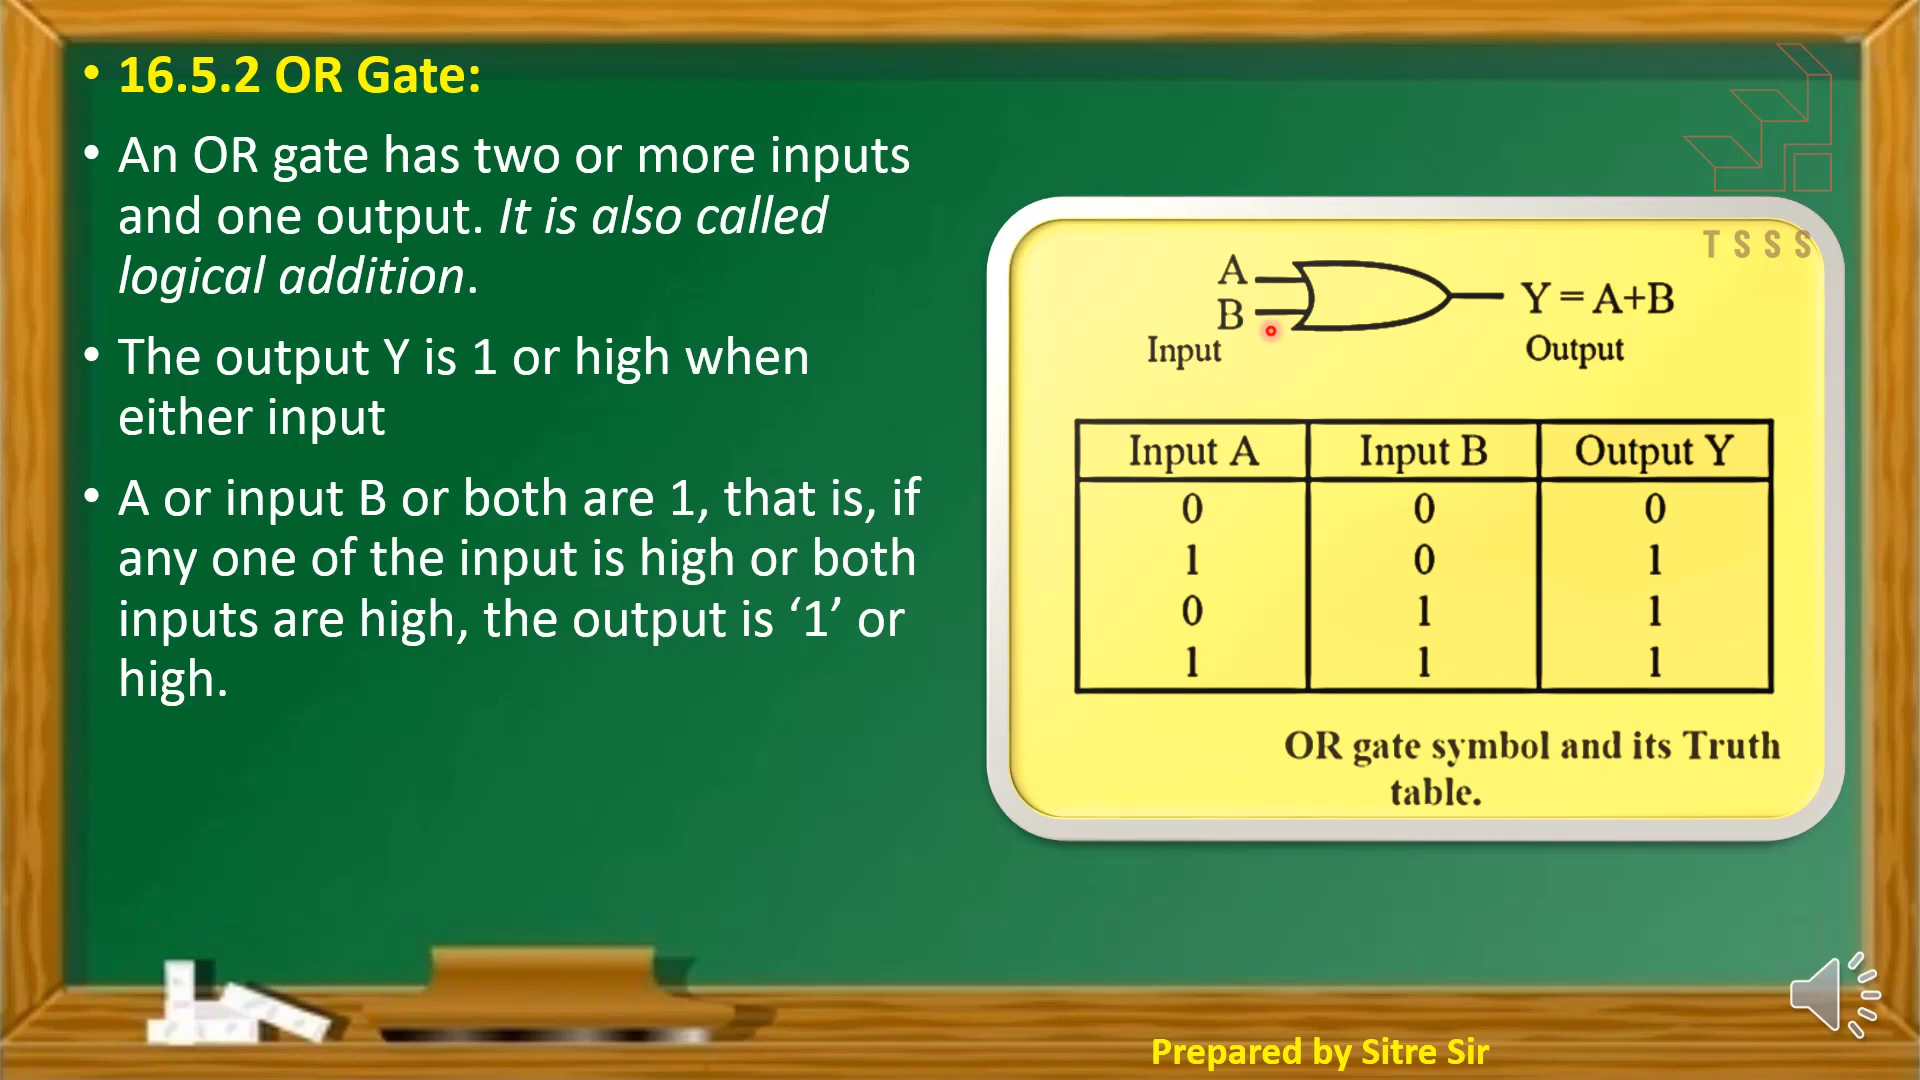 • 16.5.2 OR Gate:
• An OR gate has two or more inputs
and one output. It is also called
logical addition.
• The output Y is 1 or high when
either input
• A or input B or both are 1, that is, if
any one of the input is high or both
inputs are high, the output is ‘1’ or
high.
TSSS
A
B
Input
Y = A+B
Output
Input A Input B Output Y
0 0 0
1 0 1
0 1 1
1 1 1
OR gate symbol and its Truth
table.
Prepared by Sitre Sir